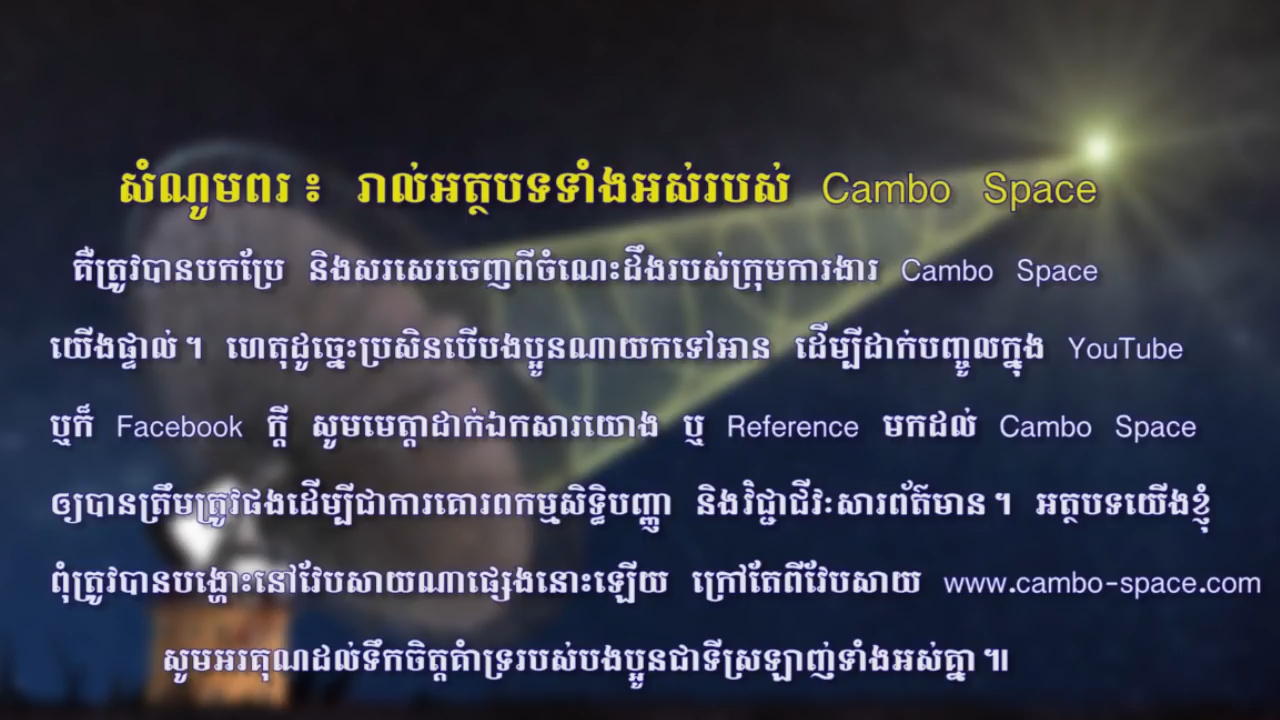 សំណូមពរ ៖ រាល់អត្ថបទទាំងអស់របស់ Cambo Space
គឺត្រូវបានបកប្រែ និងសរសេរចេញពីចំណេះដឹងរបស់ក្រុមការងារ Cambo Space
យើងផ្ទាល់។ ហេតុដូច្នេះប្រសិនបើបងប្អូនណាយកទៅអាន ដើម្បីដាក់បញ្ចូលក្នុង YouTube
ឬក៏ Facebook ក្តី សូមមេត្តាដាក់ឯកសារយោង ឬ Reference មកដល់ Cambo Space
ឲ្យបានត្រឹមត្រូវផងដើម្បីជាការគោរពកម្មសិទ្ធិបញ្ញា និងវិជ្ជាជីវៈសារព័ត៌មាន។ អត្ថបទយើងខ្ញុំ
ពុំត្រូវបានបង្ហោះនៅវែបសាយណាផ្សេងនោះឡើយ ក្រៅតែពីវែបសាយ www.cambo-space.com
សូមអរគុណដល់ទឹកចិត្តគំាទ្ររបស់បងប្អូនជាទីស្រឡាញ់ទាំងអស់គ្នា៕